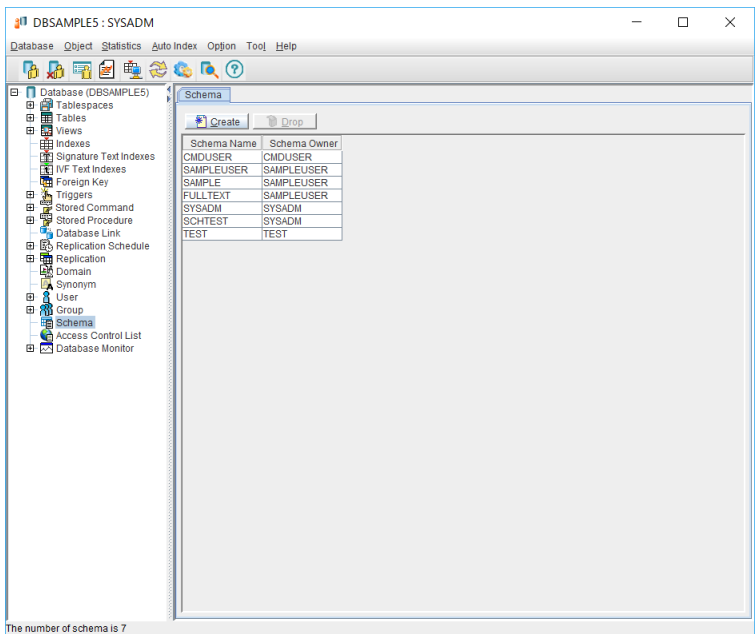 DBSAMPLE5 : SYSADM
Database Object Statistics Auto Index Option Tool Help
Database (DBSAMPLE5)
Tablespaces
Tables
Views
Indexes
Signature Text Indexes
IVF Text Indexes
Foreign Key
Triggers
Stored Command
Stored Procedure
Database Link
Replication Schedule
Replication
Domain
Synonym
User
Group
Schema
Access Control List
Database Monitor
Schema
Create Drop
Schema Name Schema Owner
CMDUSER CMDUSER
SAMPLEUSER SAMPLEUSER
SAMPLE SAMPLEUSER
FULLTEXT SAMPLEUSER
SYSADM SYSADM
SCHTEST SYSADM
TEST TEST
The number of schema is 7